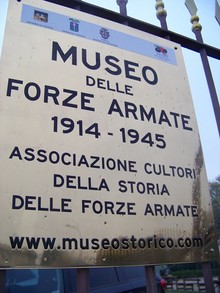 MUSEO
DELLE
FORZE ARMATE
1914 - 1945
ASSOCIAZIONE CULTORI
DELLA STORIA
DELLE FORZE ARMATE
www.museostorico.com